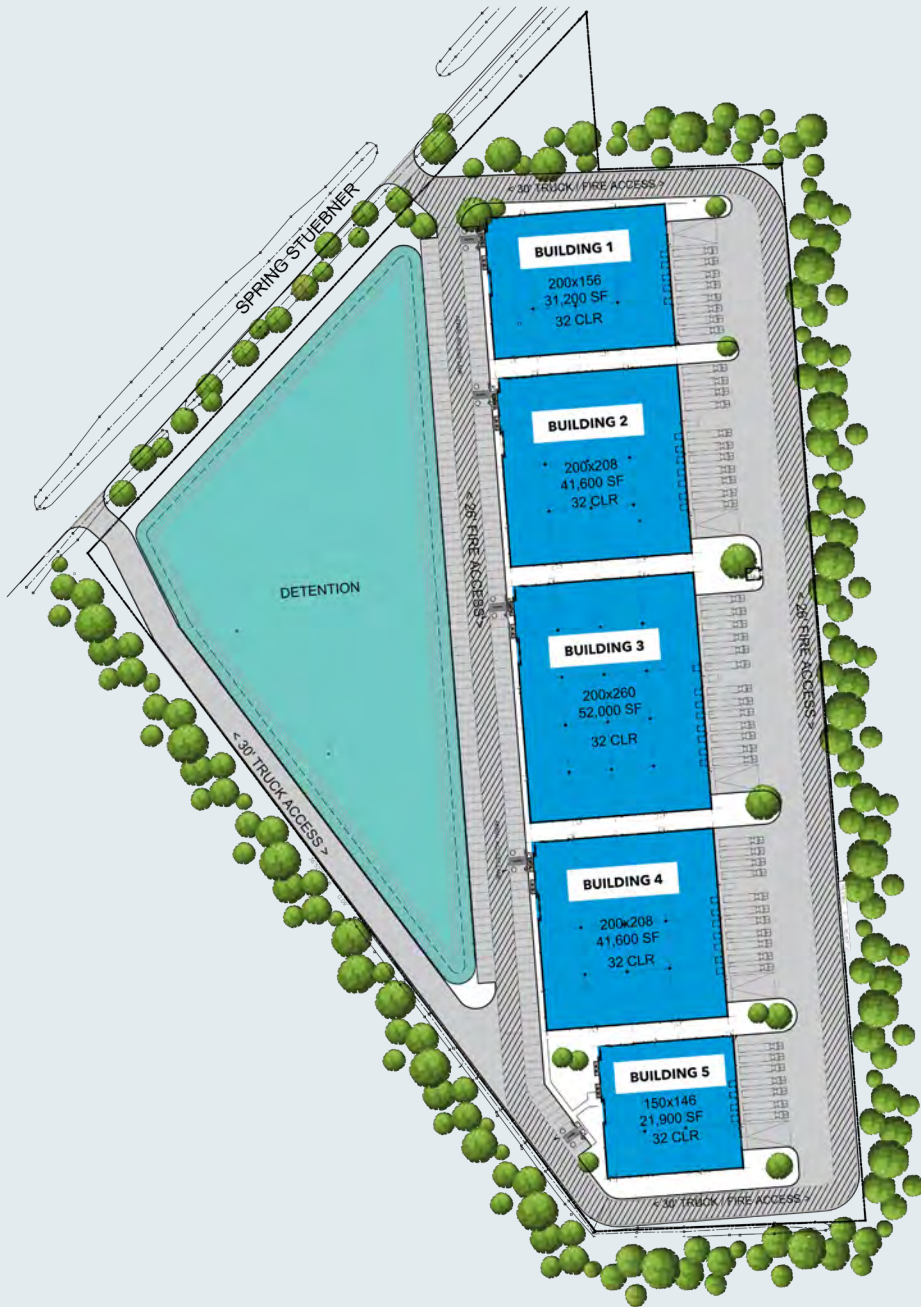 SPRING STUEBNER
< 30' TRUCK / FIRE ACCESS >
BUILDING 1
200x156
31,200 SF
32 CLR
BUILDING 2
200x208
41,600 SF
32 CLR
< 26' FIRE ACCESS >
DETENTION
BUILDING 3
200x260
52,000 SF
32 CLR
< 26' FIRE ACCESS >
< 30' TRUCK ACCESS >
BUILDING 4
200x208
41,600 SF
32 CLR
BUILDING 5
150x146
21,900 SF
32 CLR
< 30' TRUCK / FIRE ACCESS >